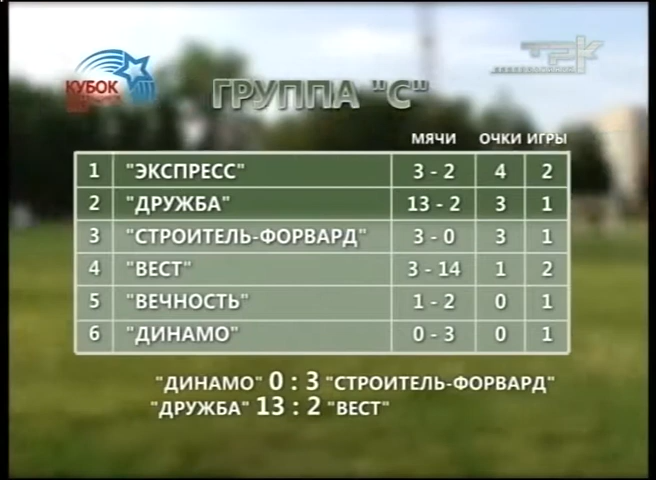 КУБОК
ТРК
ГРУППА "С"
МЯЧИ ОЧКИ ИГРЫ
1 "ЭКСПРЕСС" 3 - 2 4 2
2 "ДРУЖБА" 13 - 2 3 1
3 "СТРОИТЕЛЬ-ФОРВАРД" 3 - 0 3 1
4 "ВЕСТ" 3 - 14 1 2
5 "ВЕЧНОСТЬ" 1 - 2 0 1
6 "ДИНАМО" 0 - 3 0 1
"ДИНАМО" 0 : 3 "СТРОИТЕЛЬ-ФОРВАРД"
"ДРУЖБА" 13 : 2 "ВЕСТ"